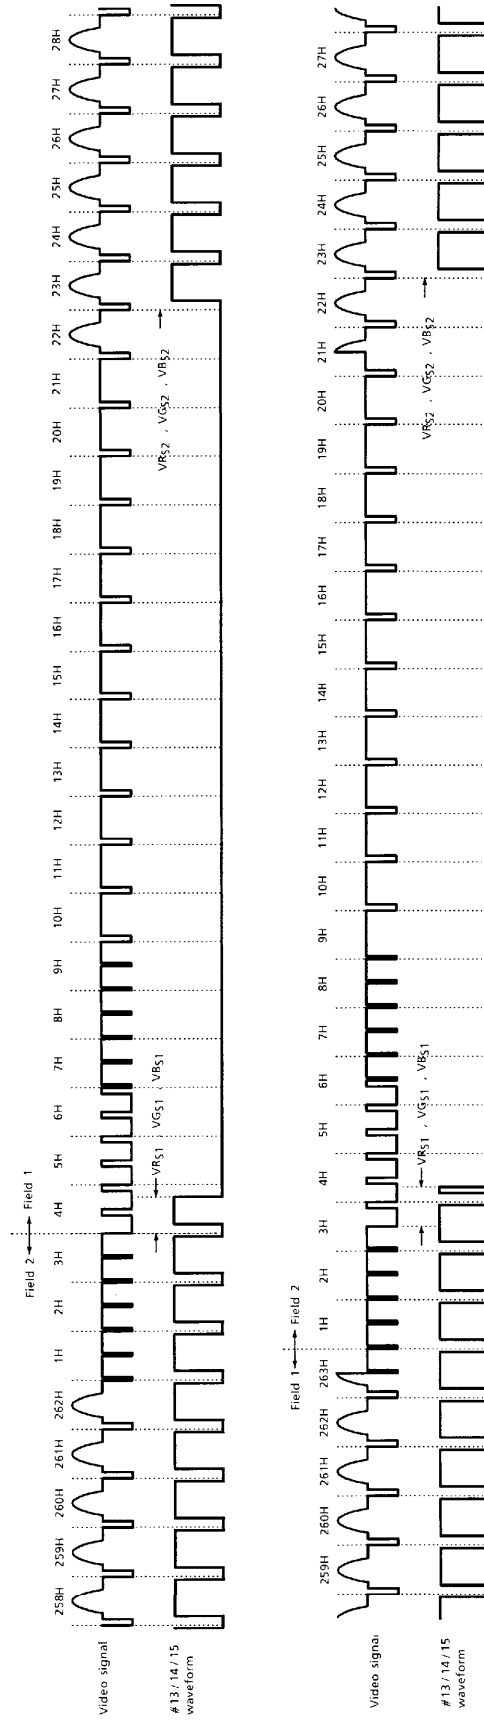 Field 2 Field 1
Video signal
258H 259H 260H 261H 262H 1H 2H 3H 4H 5H 6H 7H 8H 9H 10H 11H 12H 13H 14H 15H 16H 17H 18H 19H 20H 21H 22H 23H 24H 25H 26H 27H 28H
#13/14/15
waveform
VRS1 , VGS1 , VBS1
VRS2 , VGS2 , VBS2
Field 1 Field 2
Video signal
259H 260H 261H 262H 263H 1H 2H 3H 4H 5H 6H 7H 8H 9H 10H 11H 12H 13H 14H 15H 16H 17H 18H 19H 20H 21H 22H 23H 24H 25H 26H 27H
#13/14/15
waveform
VRS1 , VGS1 , VBS1
VRS2 , VGS2 , VBS2